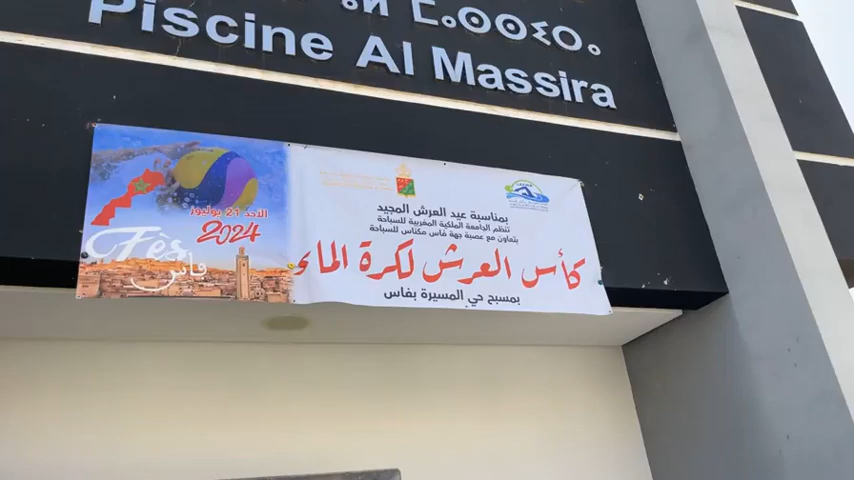 Piscine Al Massira
بمناسبة عيد العرش المجيد
تنظم الجامعة الملكية المغربية للسباحة
بتعاون مع عصبة جهة فاس مكناس للسباحة
كأس العرش لكرة الماء
بمسبح حي المسيرة بفاس
الاحد 21 يوليوز
2024
Fès
فاس